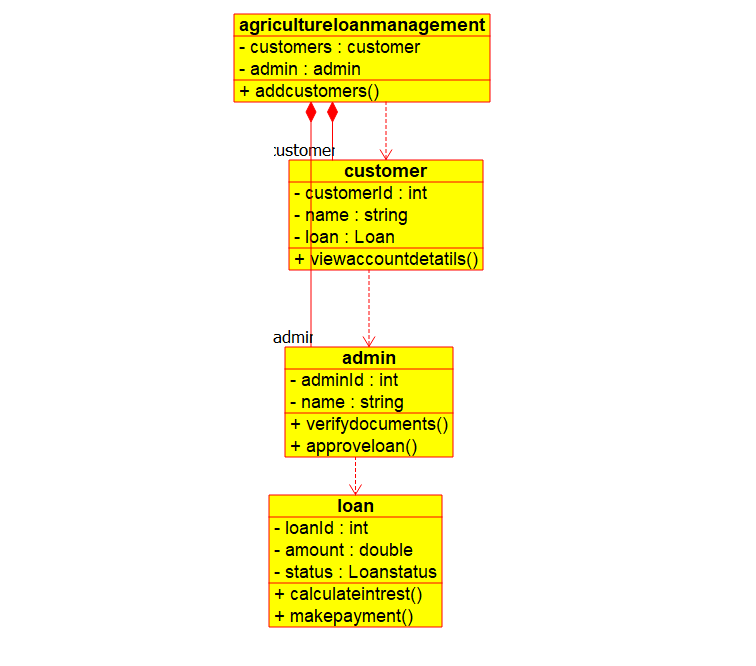 agricultureloanmanagement
- customers : customer
- admin : admin
+ addcustomers()
:ustomer
customer
- customerId : int
- name : string
- loan : Loan
+ viewaccountdetatils()
admin
admin
- adminId : int
- name : string
+ verifydocuments()
+ approveloan()
loan
- loanId : int
- amount : double
- status : Loanstatus
+ calculateintrest()
+ makepayment()